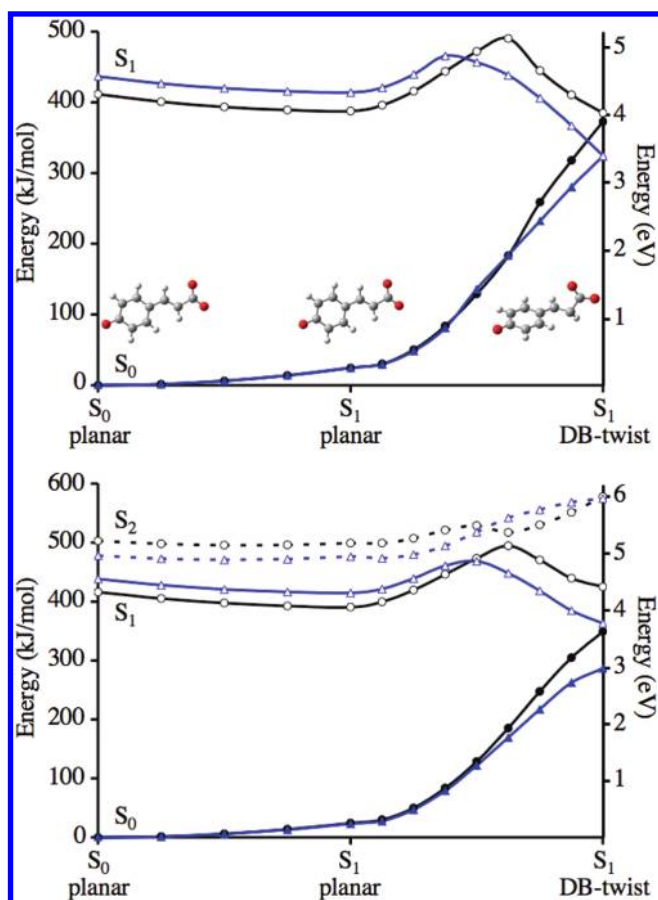 500
400
300
200
100
0
Energy (kJ/mol)
S₁
S₀
5
4
3
2
1
Energy (eV)
S₀ S₁ S₁
planar planar DB-twist
600
500
400
300
200
100
0
Energy (kJ/mol)
S₂
S₁
S₀
6
5
4
3
2
1
Energy (eV)
S₀ S₁ S₁
planar planar DB-twist